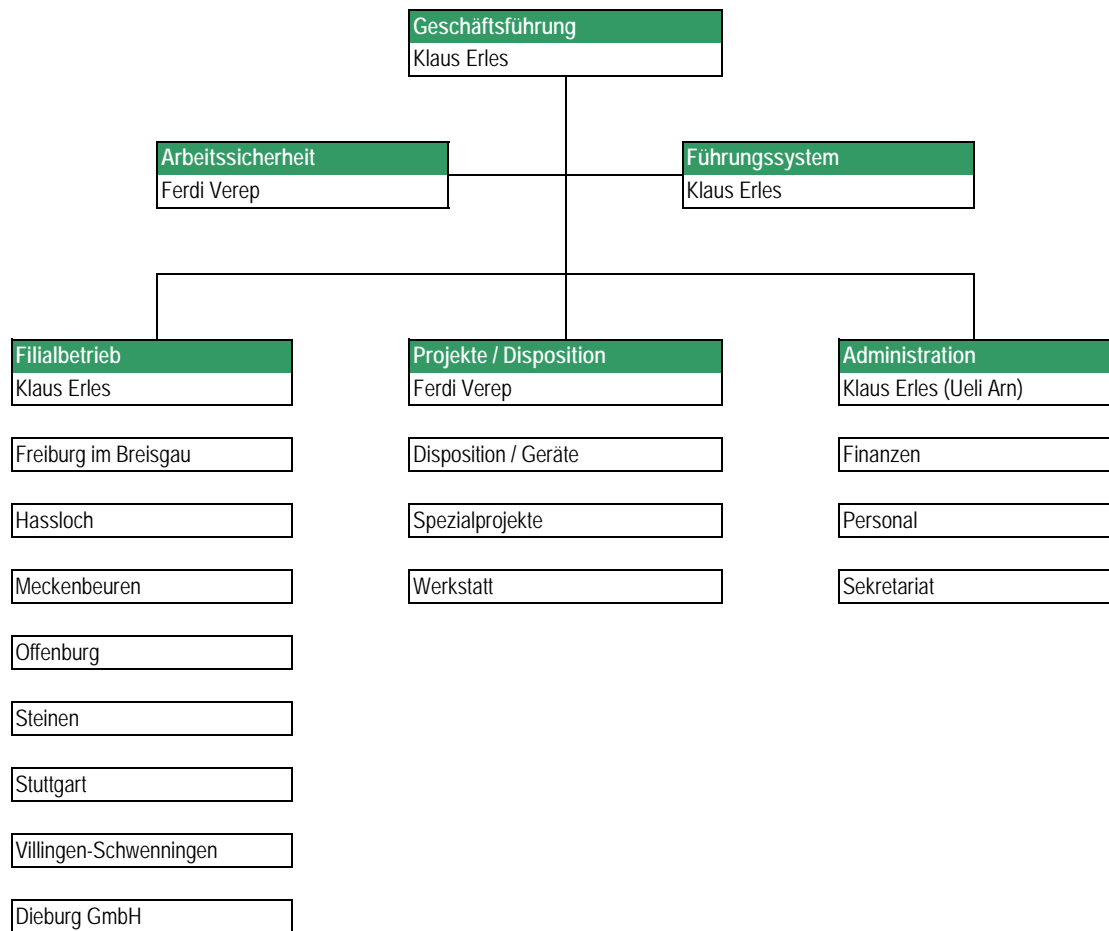 Geschäftsführung
Klaus Erles
Arbeitssicherheit
Ferdi Verep
Führungssystem
Klaus Erles
Filialbetrieb
Klaus Erles
Freiburg im Breisgau
Hassloch
Meckenbeuren
Offenburg
Steinen
Stuttgart
Villingen-Schwenningen
Dieburg GmbH
Projekte / Disposition
Ferdi Verep
Disposition / Geräte
Spezialprojekte
Werkstatt
Administration
Klaus Erles (Ueli Arn)
Finanzen
Personal
Sekretariat